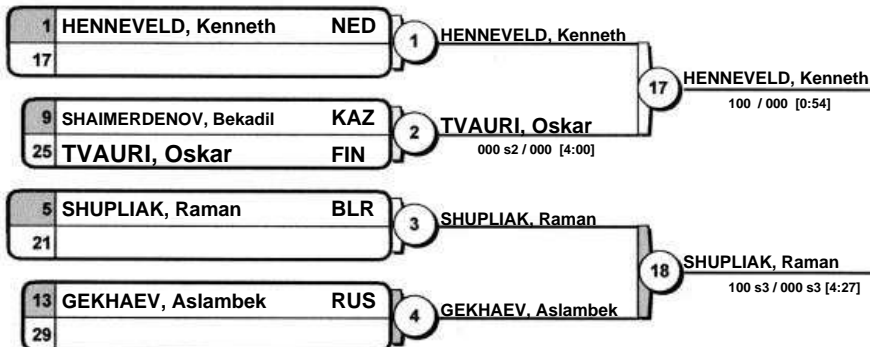 1 HENNEVELD, Kenneth NED
17
1 HENNEVELD, Kenneth
9 SHAIMERDENOV, Bekadil KAZ
25 TVAURI, Oskar FIN
2 TVAURI, Oskar
000 s2 / 000 [4:00]
17 HENNEVELD, Kenneth
100 / 000 [0:54]
5 SHUPLIAK, Raman BLR
21
3 SHUPLIAK, Raman
13 GEKHAEV, Aslambek RUS
29
4 GEKHAEV, Aslambek
18 SHUPLIAK, Raman
100 s3 / 000 s3 [4:27]